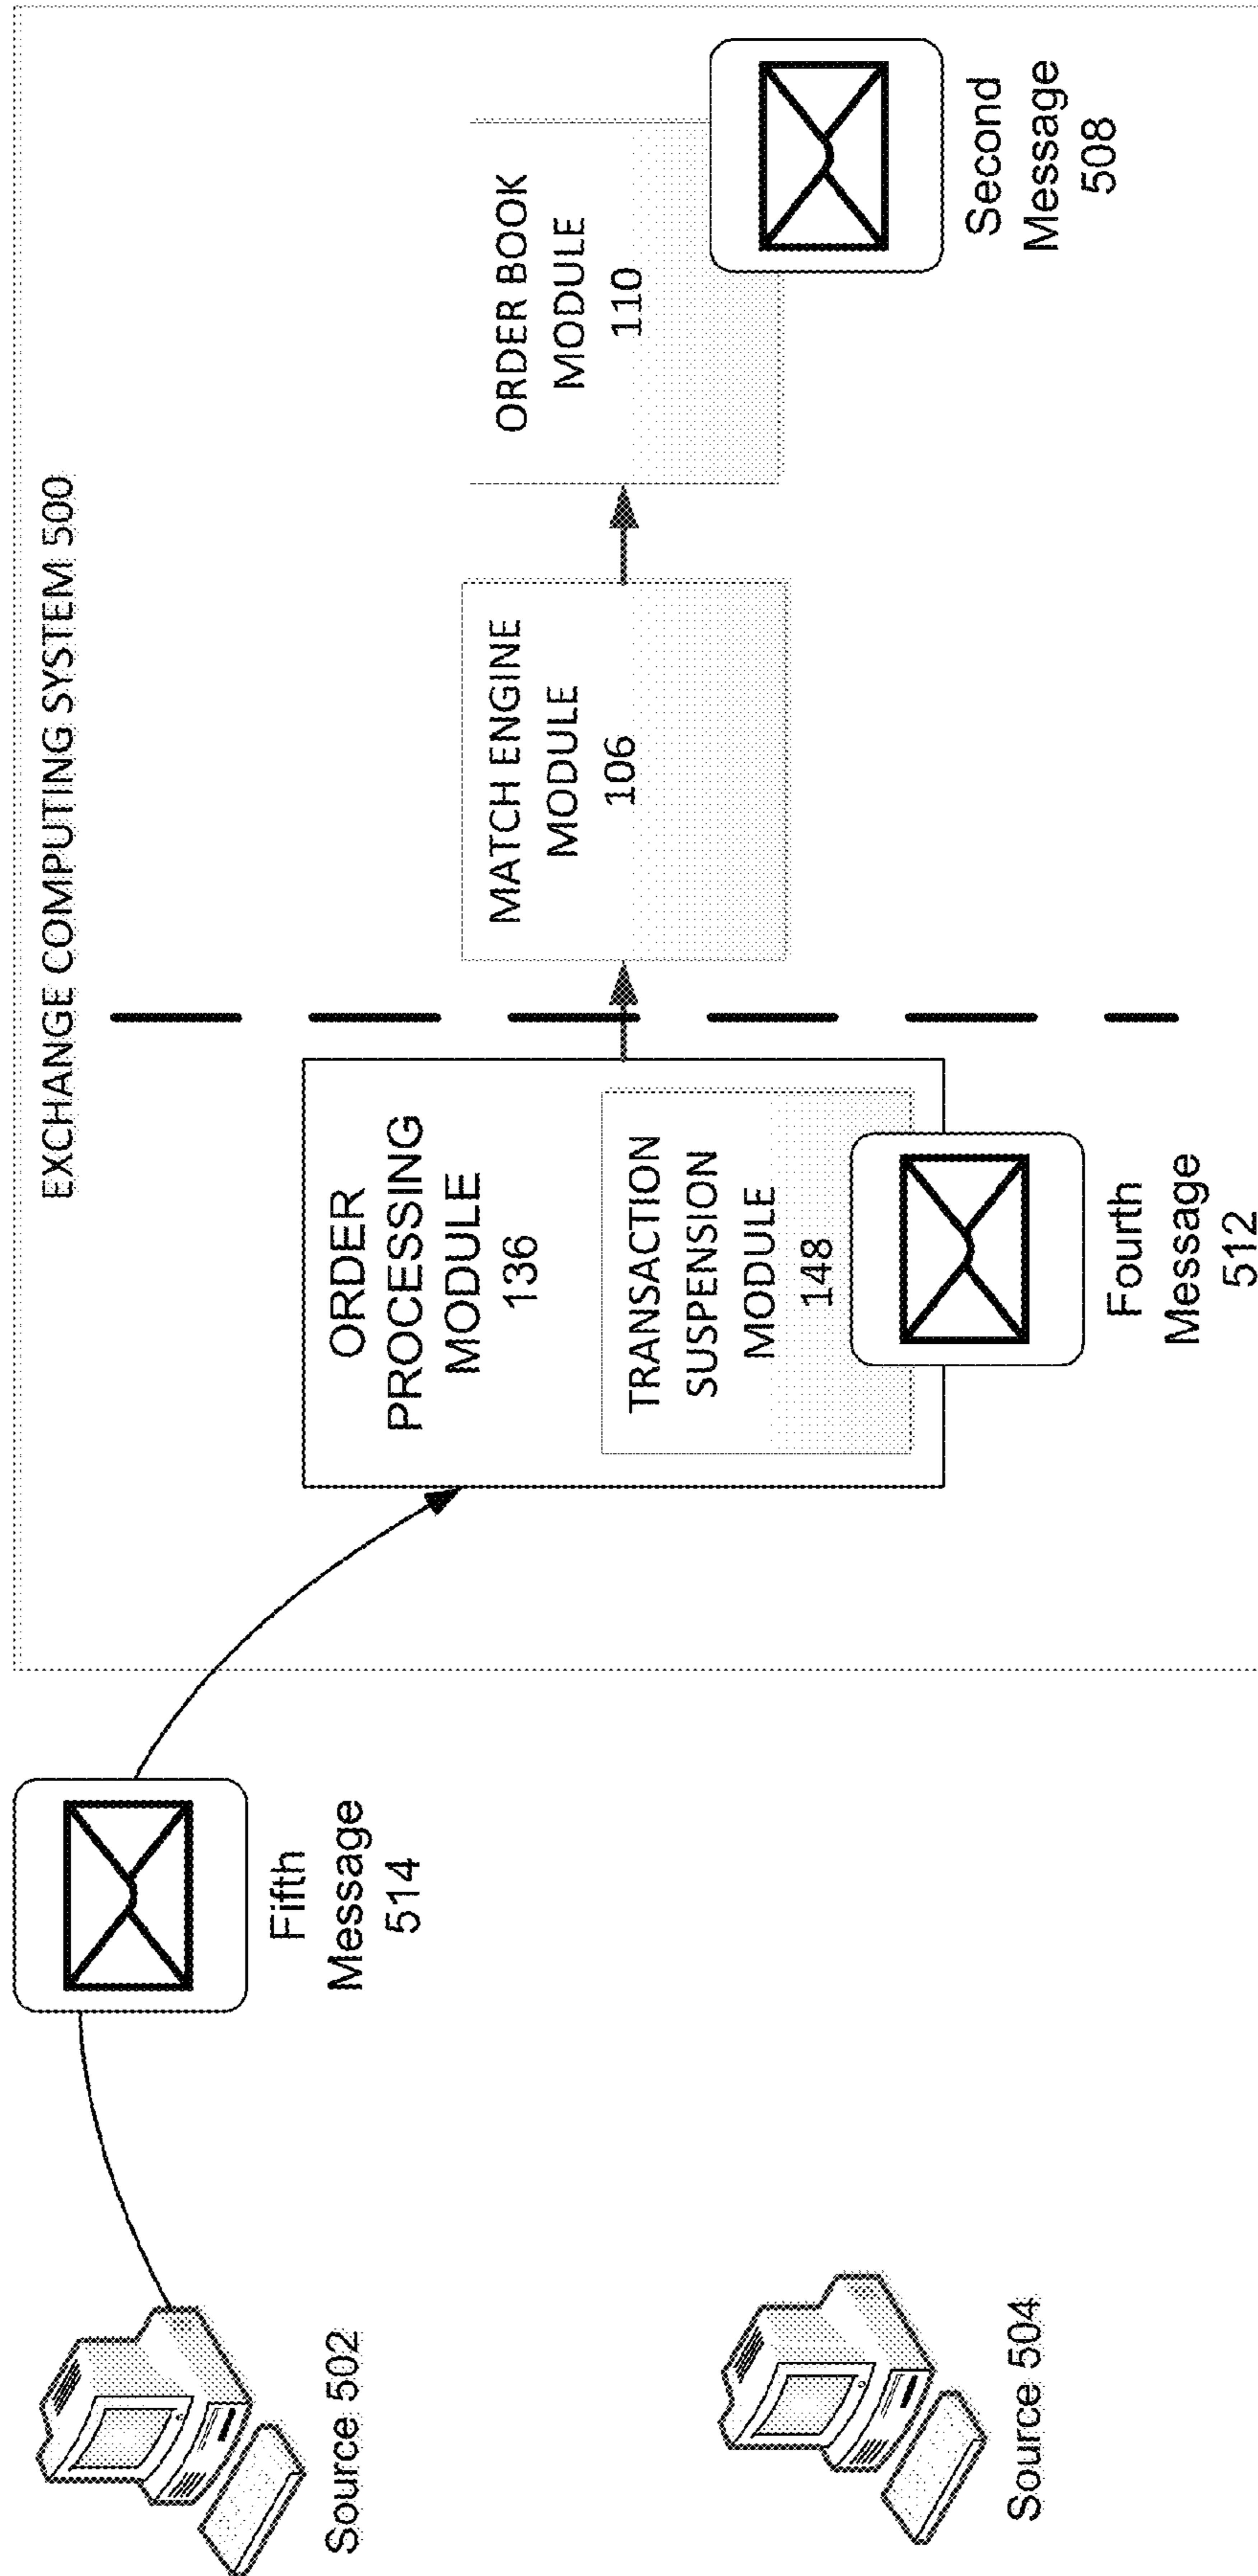 EXCHANGE COMPUTING SYSTEM 500
Source 502
Fifth
Message
514
ORDER
PROCESSING
MODULE
136
TRANSACTION
SUSPENSION
MODULE
148
Fourth
Message
512
MATCH ENGINE
MODULE
106
ORDER BOOK
MODULE
110
Second
Message
508
Source 504